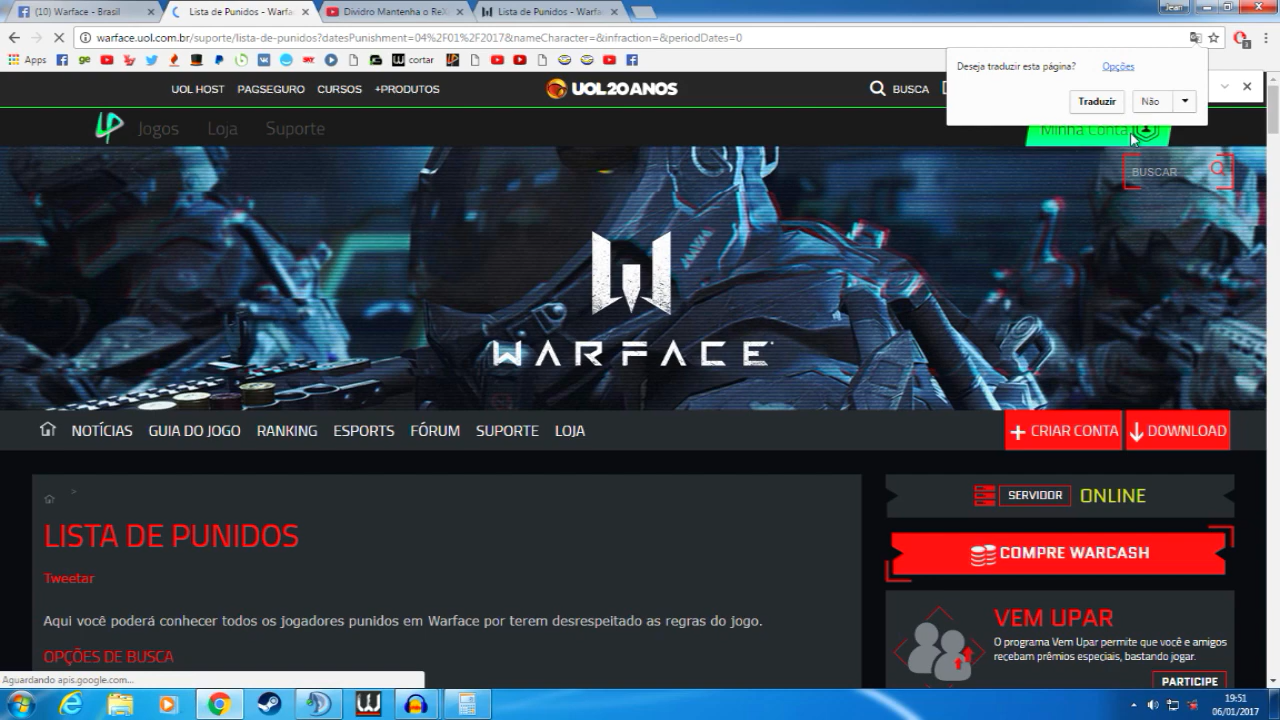 Jean
(10) Warface - Brasil
Lista de Punidos - Warfa
Dividro Mantenha o ReX
Lista de Punidos - Warfa
warface.uol.com.br/suporte/lista-de-punidos?datesPunishment=04%2F01%2F2017&nameCharacter=&infraction=&periodDates=0
Apps
cortar
Deseja traduzir esta página?
Opções
Traduzir
Não
UOL HOST
PAGSEGURO
CURSOS
+PRODUTOS
UOL20ANOS
BUSCA
Jogos
Loja
Suporte
Minha Conta
BUSCAR
WARFACE
NOTÍCIAS
GUIA DO JOGO
RANKING
ESPORTS
FÓRUM
SUPORTE
LOJA
+ CRIAR CONTA
DOWNLOAD
>
LISTA DE PUNIDOS
Tweetar
Aqui você poderá conhecer todos os jogadores punidos em Warface por terem desrespeitado as regras do jogo.
OPÇÕES DE BUSCA
SERVIDOR
ONLINE
COMPRE WARCASH
VEM UPAR
O programa Vem Upar permite que você e amigos
recebam prêmios especiais, bastando jogar.
PARTICIPE
Aguardando apis.google.com...
19:51
06/01/2017